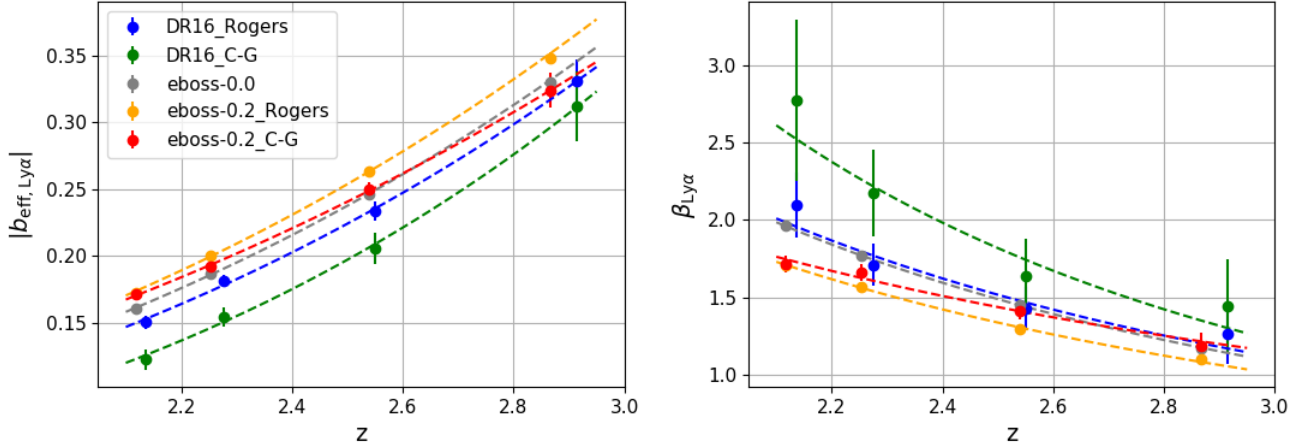 DR16_Rogers
DR16_C-G
eboss-0.0
eboss-0.2_Rogers
eboss-0.2_C-G
|b_eff, Lyα|
0.35
0.30
0.25
0.20
0.15
2.2 2.4 2.6 2.8 3.0
z
β_Lyα
3.0
2.5
2.0
1.5
1.0
2.2 2.4 2.6 2.8 3.0
z